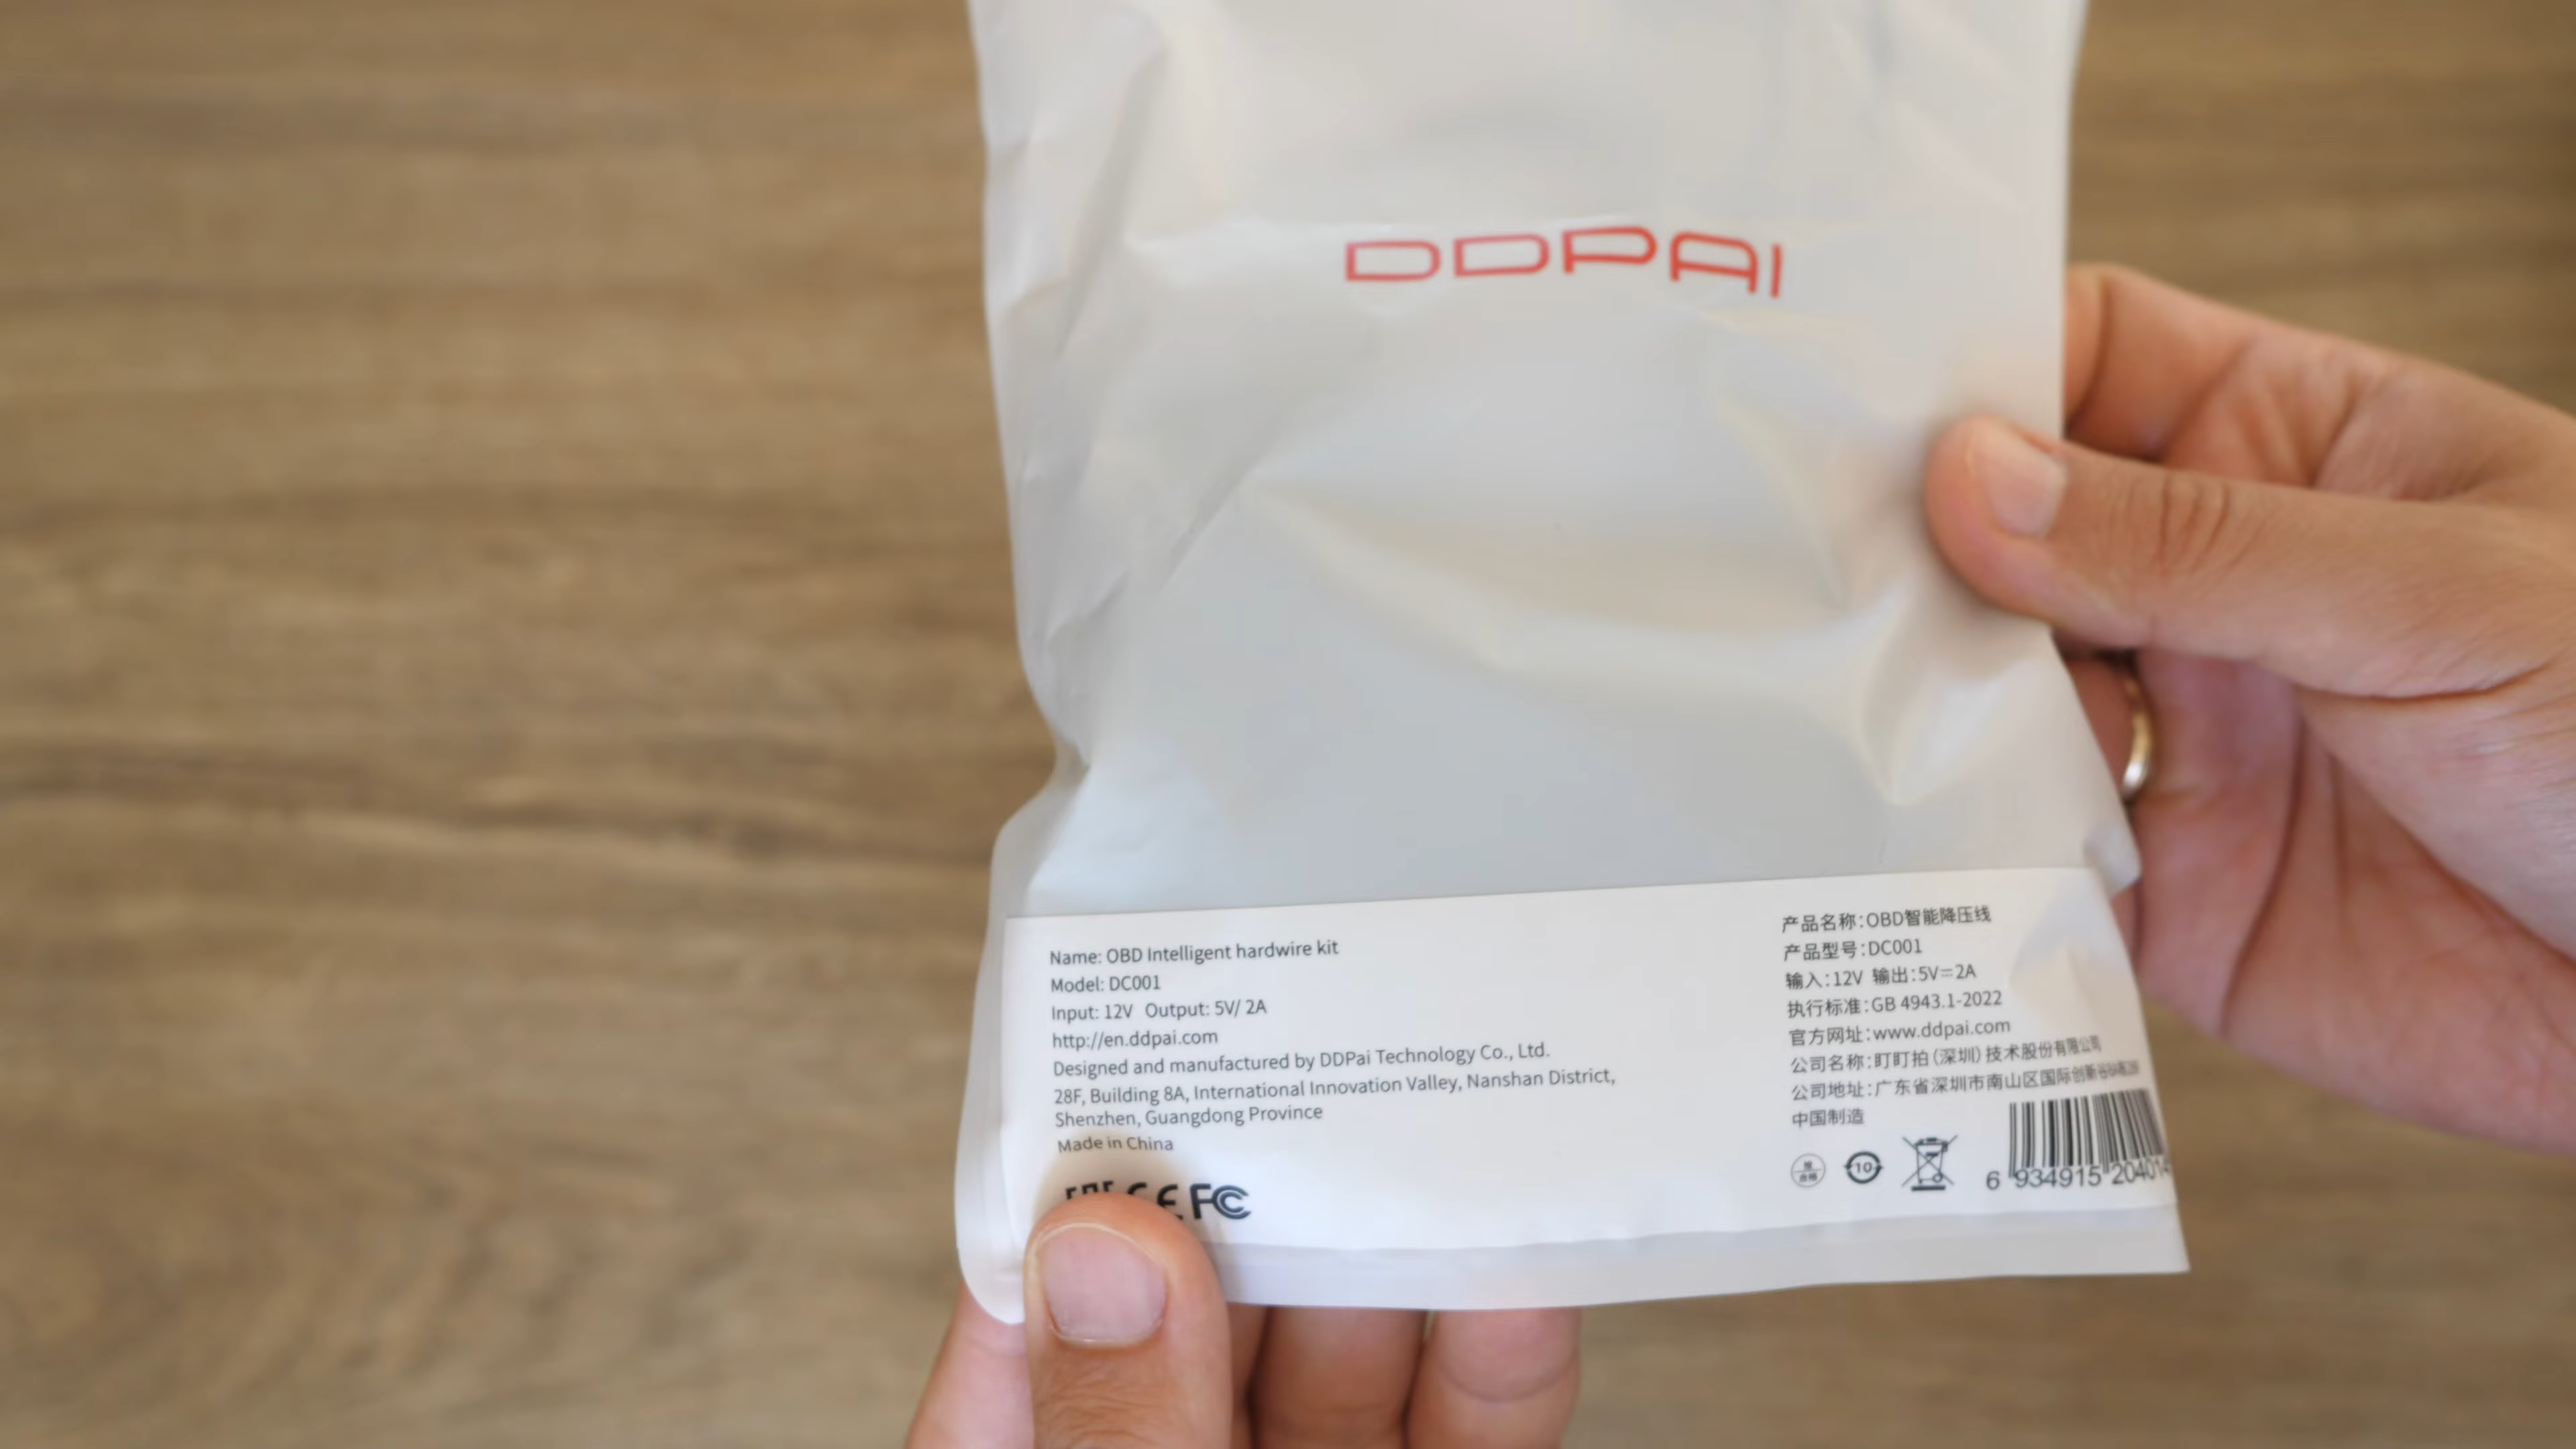 DDPAI
Name: OBD Intelligent hardwire kit
Model: DC001
Input: 12V Output: 5V/ 2A
http://en.ddpai.com
Designed and manufactured by DDPai Technology Co., Ltd.
28F, Building 8A, International Innovation Valley, Nanshan District,
Shenzhen, Guangdong Province
Made in China
CE FC
产品名称:OBD智能降压线
产品型号:DC001
输入:12V 输出:5V=2A
执行标准:GB 4943.1-2022
官方网址:www.ddpai.com
公司名称:盯盯拍(深圳)技术股份有限公司
公司地址:广东省深圳市南山区国际创新谷
中国制造
10
6 934915 20401